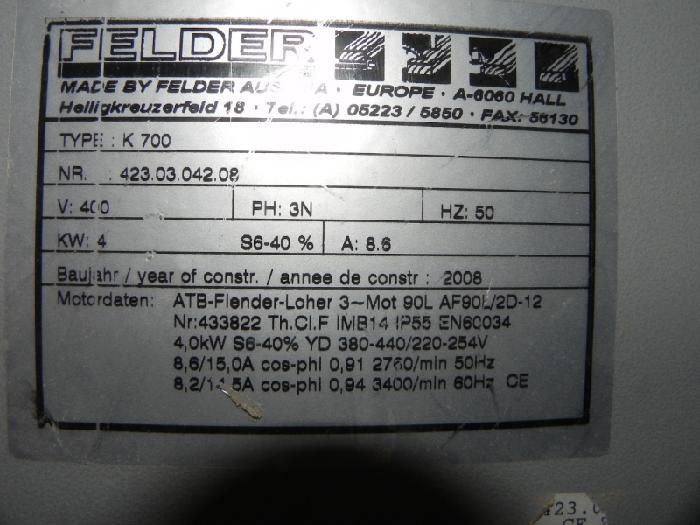 FELDER
MADE BY FELDER AUSTRIA · EUROPE · A-6060 HALL
Heiligkreuzerfeld 18 · Tel.: (A) 05223 / 5850 · FAX: 56130
TYPE : K 700
NR. : 423.03.042.08
V: 400 PH: 3N HZ: 50
KW: 4 S6-40 % A: 8.6
Baujahr / year of constr. / annee de constr : 2008
Motordaten: ATB-Flender-Loher 3~Mot 90L AF90L/2D-12
Nr:433822 Th.Cl.F IMB14 IP55 EN60034
4,0kW S6-40% YD 380-440/220-254V
8,6/15,0A cos-phi 0,91 2760/min 50Hz
8,2/14,5A cos-phi 0,94 3400/min 60Hz CE